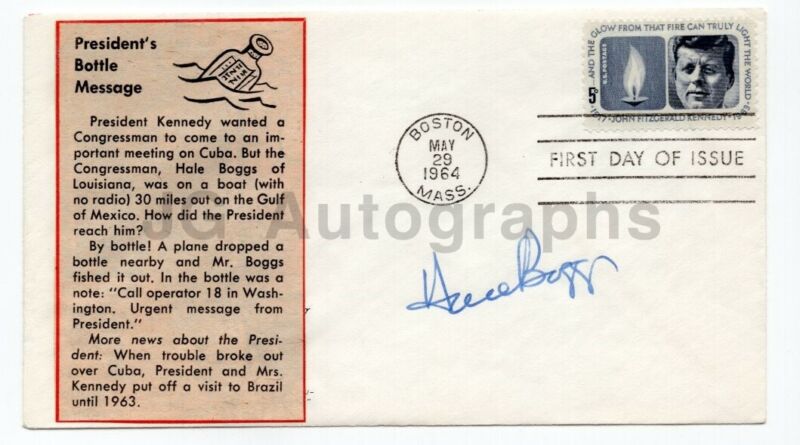 President's
Bottle
Message
President Kennedy wanted a
Congressman to come to an im-
portant meeting on Cuba. But the
Congressman, Hale Boggs of
Louisiana, was on a boat (with
no radio) 30 miles out on the Gulf
of Mexico. How did the President
reach him?
By bottle! A plane dropped a
bottle nearby and Mr. Boggs
fished it out. In the bottle was a
note: "Call operator 18 in Wash-
ington. Urgent message from
President."
More news about the Presi-
dent: When trouble broke out
over Cuba, President and Mrs.
Kennedy put off a visit to Brazil
until 1963.
BOSTON
MAY
29
1964
MASS.
AND THE GLOW FROM THAT FIRE CAN TRULY LIGHT THE WORLD
U.S. POSTAGE
5¢
1917·JOHN FITZGERALD KENNEDY·1963
FIRST DAY OF ISSUE
JG Autographs
Hale Boggs